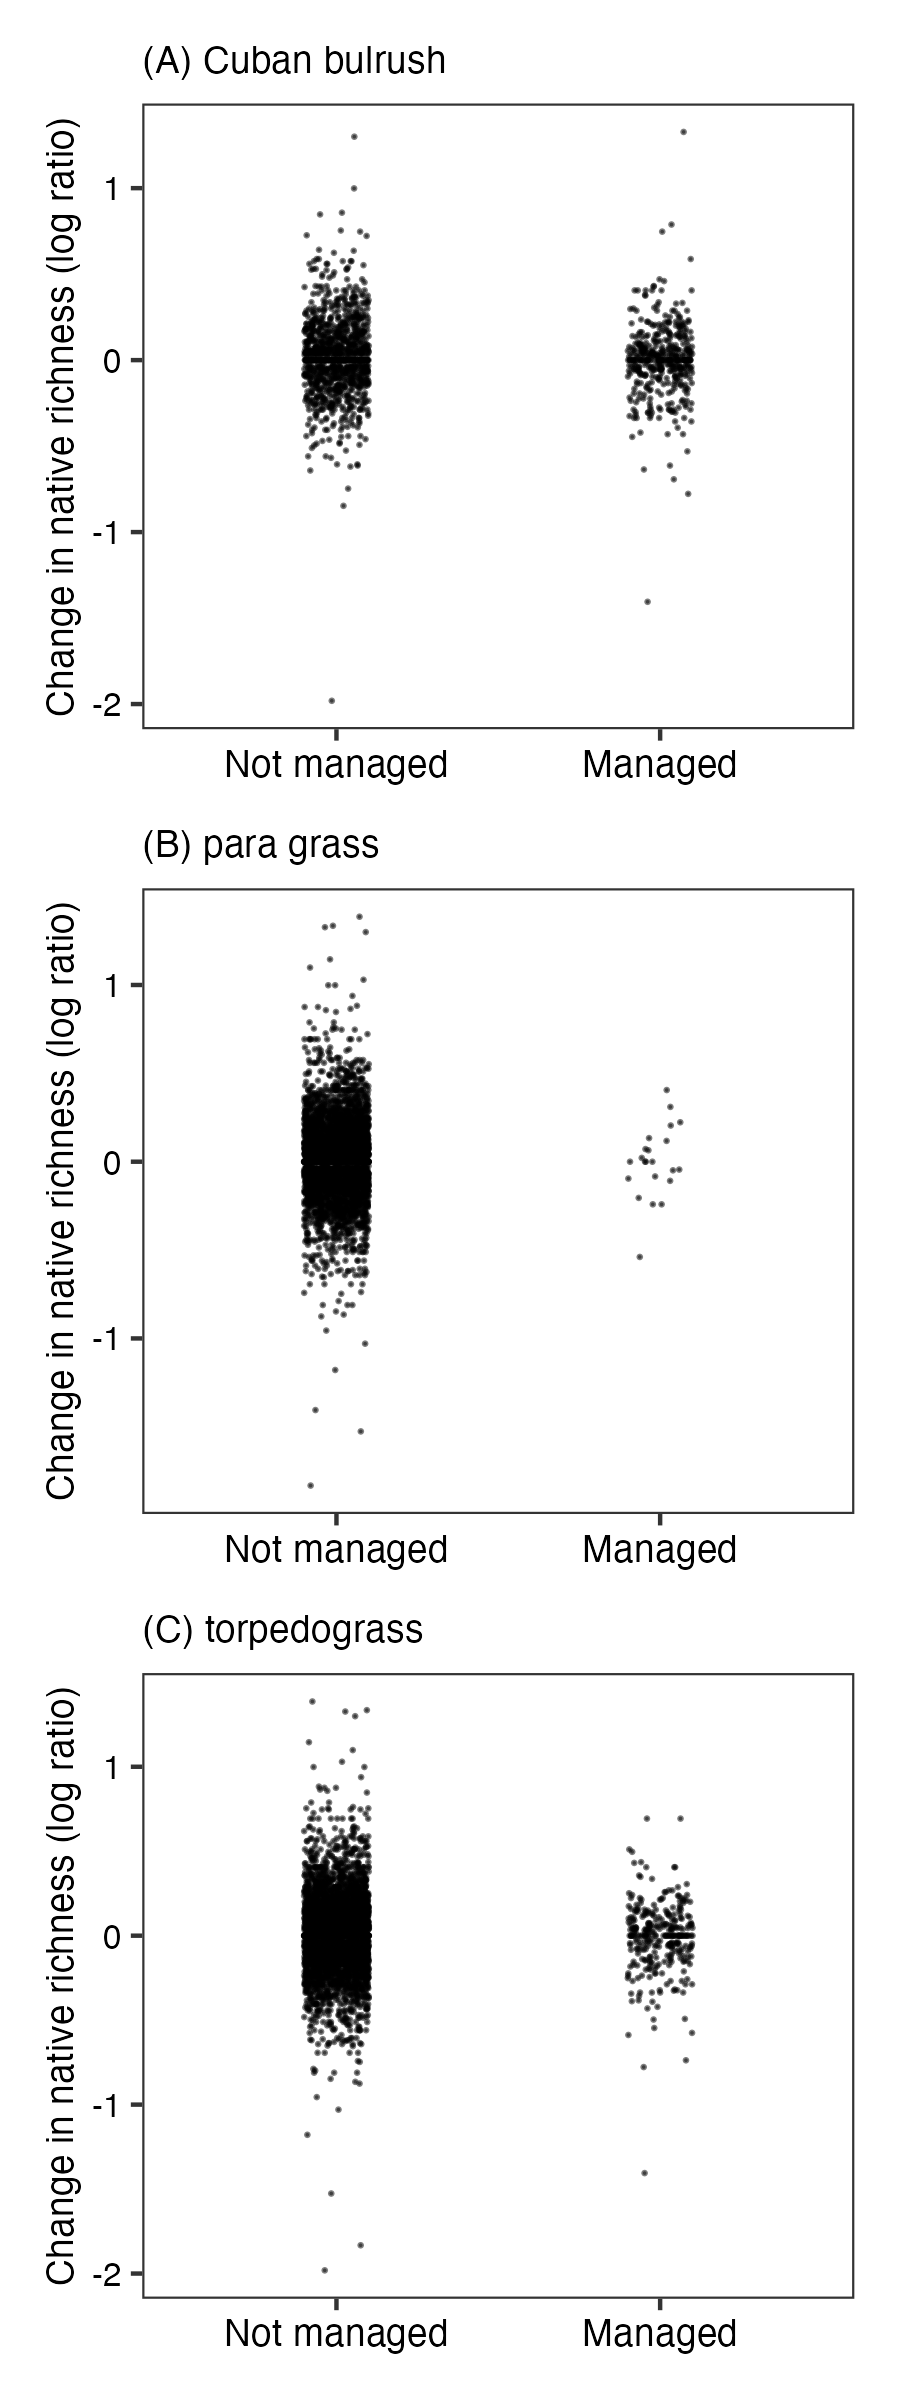 (A) Cuban bulrush
Change in native richness (log ratio)
1
0
-1
-2
Not managed
Managed
(B) para grass
Change in native richness (log ratio)
1
0
-1
Not managed
Managed
(C) torpedograss
Change in native richness (log ratio)
1
0
-1
-2
Not managed
Managed